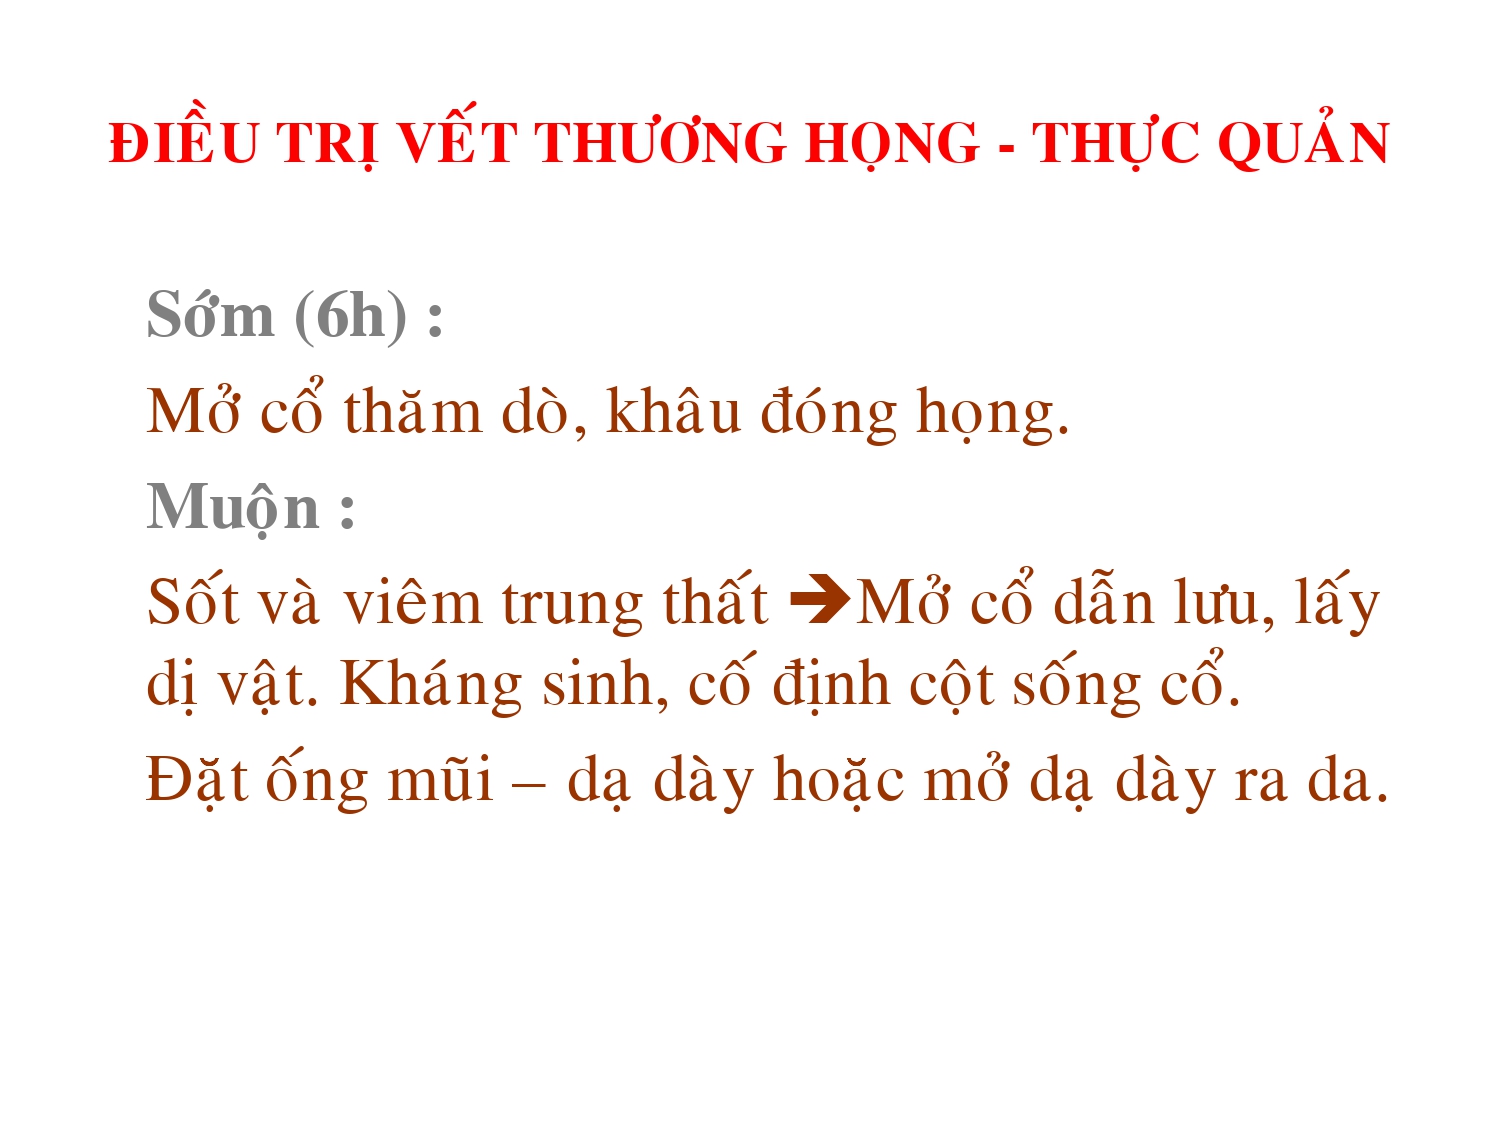 ĐIỀU TRỊ VẾT THƯƠNG HỌNG - THỰC QUẢN
Sớm (6h) :
Mở cổ thăm dò, khâu đóng họng.
Muộn :
Sốt và viêm trung thất ➔Mở cổ dẫn lưu, lấy
dị vật. Kháng sinh, cố định cột sống cổ.
Đặt ống mũi – dạ dày hoặc mở dạ dày ra da.